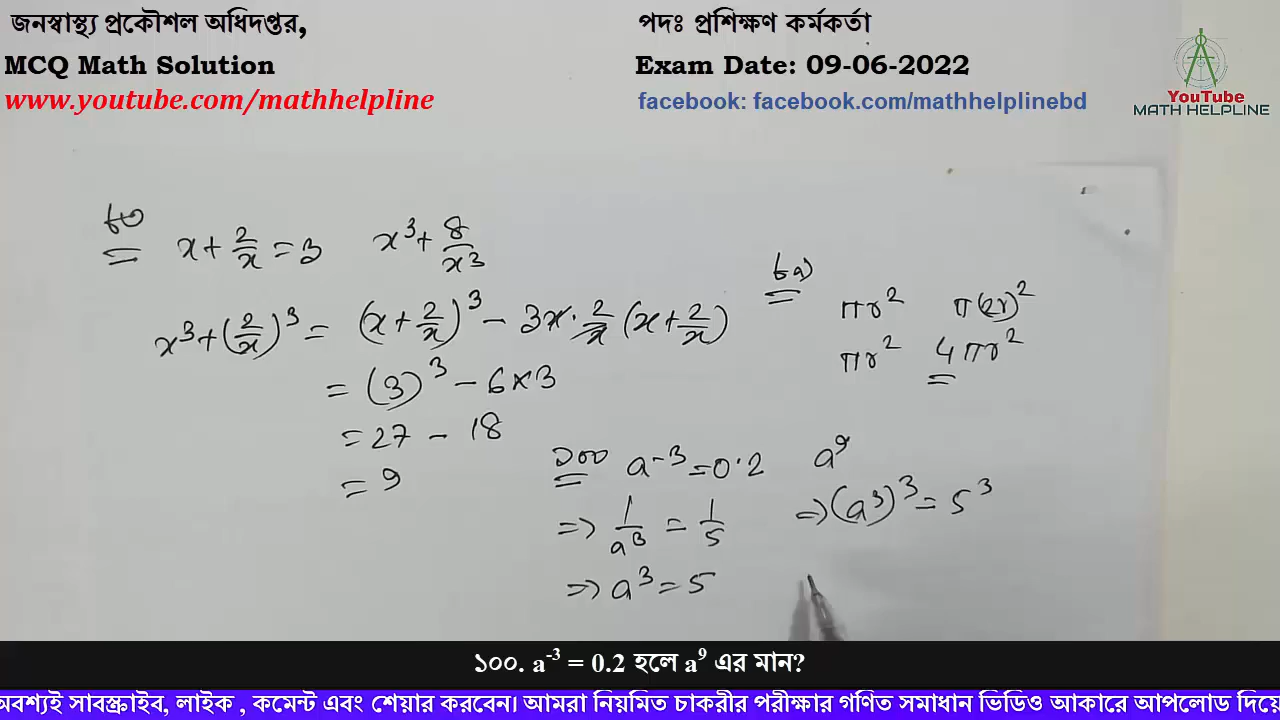 জনস্বাস্থ্য প্রকৌশল অধিদপ্তর,
পদঃ প্রশিক্ষণ কর্মকর্তা
MCQ Math Solution
Exam Date: 09-06-2022
www.youtube.com/mathhelpline
facebook: facebook.com/mathhelplinebd
YouTube
MATH HELPLINE
x + 2/x = 3   x³ + 8/x³
x³ + (2/x)³ = (x + 2/x)³ - 3x · 2/x (x + 2/x)
= (3)³ - 6×3
= 27 - 18
= 9
πr²   π(2r)²
πr²   4πr²
১০০ a⁻³ = 0.2   a⁹
⇒ 1/a³ = 1/5   ⇒ (a³)³ = 5³
⇒ a³ = 5
১০০. a⁻³ = 0.2 হলে a⁹ এর মান?
অবশ্যই সাবস্ক্রাইব, লাইক , কমেন্ট এবং শেয়ার করবেন। আমরা নিয়মিত চাকরীর পরীক্ষার গণিত সমাধান ভিডিও আকারে আপলোড দিয়ে